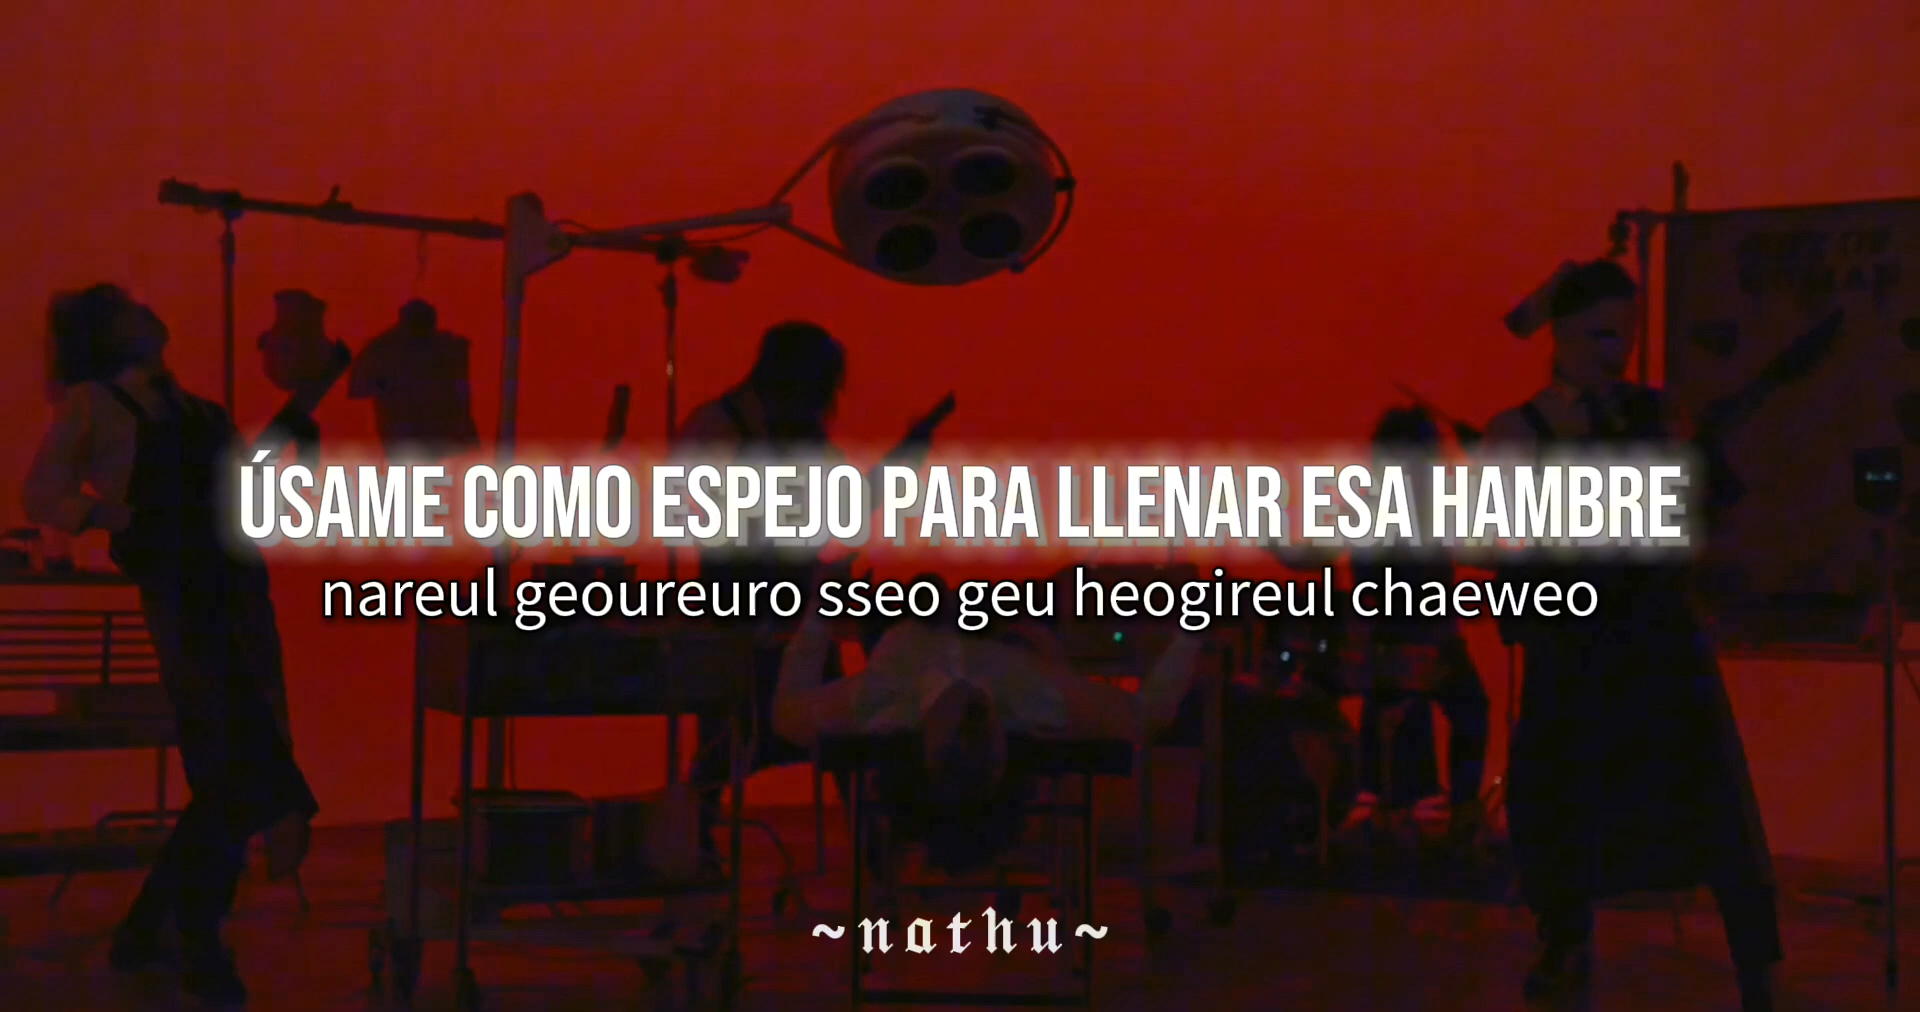 ÚSAME COMO ESPEJO PARA LLENAR ESA HAMBRE
nareul geoureuro sseo geu heogireul chaeweo
~nathu~